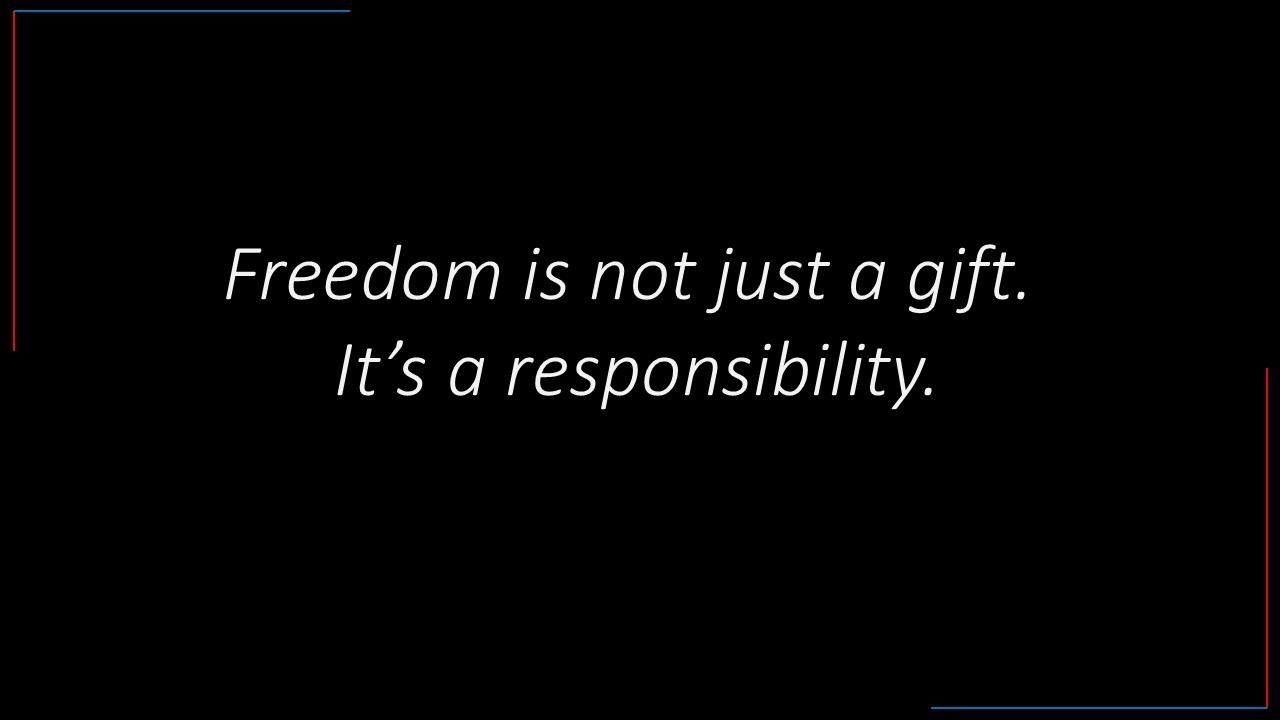 Freedom is not just a gift.
It’s a responsibility.